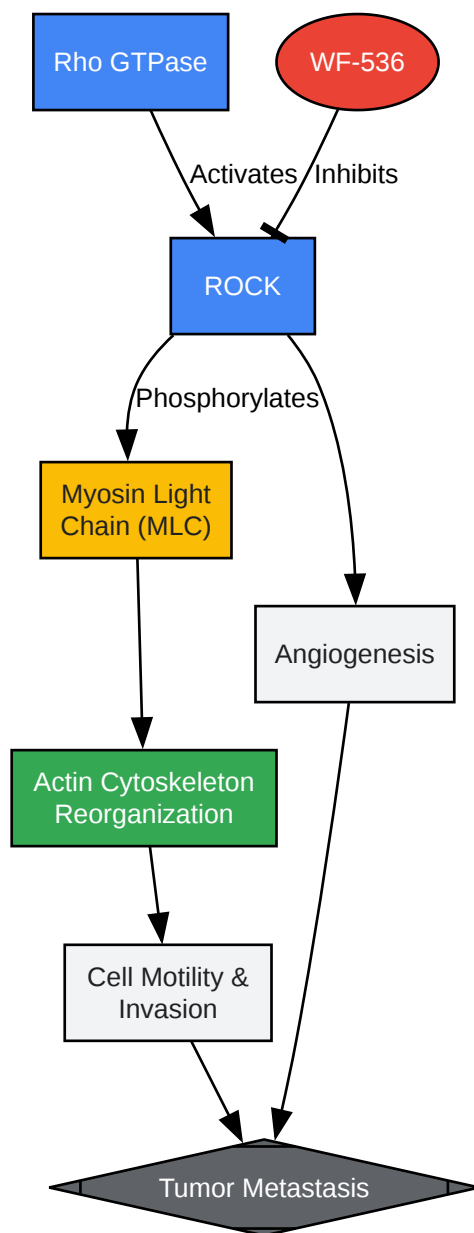 Rho GTPase
WF-536
Activates
Inhibits
ROCK
Phosphorylates
Myosin Light
Chain (MLC)
Angiogenesis
Actin Cytoskeleton
Reorganization
Cell Motility &
Invasion
Tumor Metastasis